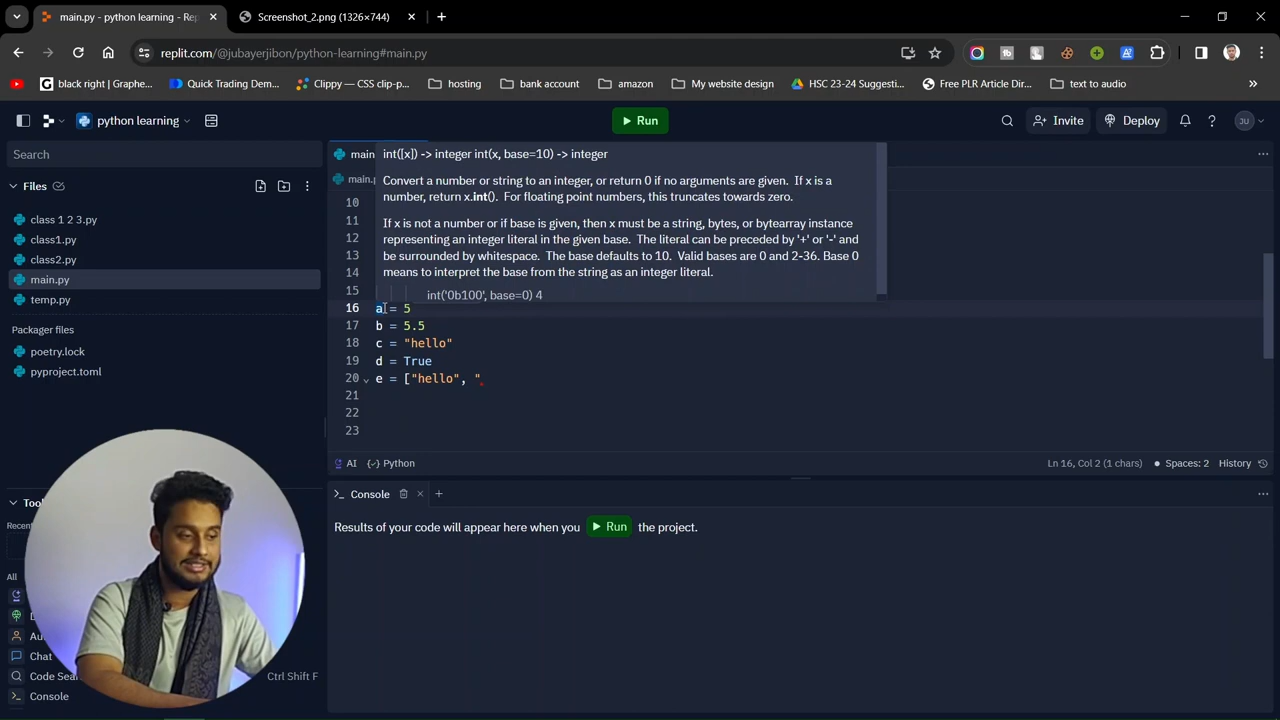 main.py - python learning - Rep
Screenshot_2.png (1326×744)
replit.com/@jubayerjibon/python-learning#main.py
black right | Graphe...
Quick Trading Demo...
Clippy — CSS clip-p...
hosting
bank account
amazon
My website design
HSC 23-24 Suggesti...
Free PLR Article Dir...
text to audio
python learning
Run
Invite
Deploy
JU
Search
Files
class 1 2 3.py
class1.py
class2.py
main.py
temp.py
Packager files
poetry.lock
pyproject.toml
main
main.p
int([x]) -> integer int(x, base=10) -> integer
Convert a number or string to an integer, or return 0 if no arguments are given. If x is a
number, return x.int(). For floating point numbers, this truncates towards zero.
If x is not a number or if base is given, then x must be a string, bytes, or bytearray instance
representing an integer literal in the given base. The literal can be preceded by '+' or '-' and
be surrounded by whitespace. The base defaults to 10. Valid bases are 0 and 2-36. Base 0
means to interpret the base from the string as an integer literal.
int('0b100', base=0) 4
10
11
12
13
14
15
16 a = 5
17 b = 5.5
18 c = "hello"
19 d = True
20 e = ["hello", "
21
22
23
AI {✓} Python
Ln 16, Col 2 (1 chars)
Spaces: 2
History
Console
Results of your code will appear here when you Run the project.
Too
Recen
All
D
Au
Chat
Code Sea
Ctrl Shift F
Console